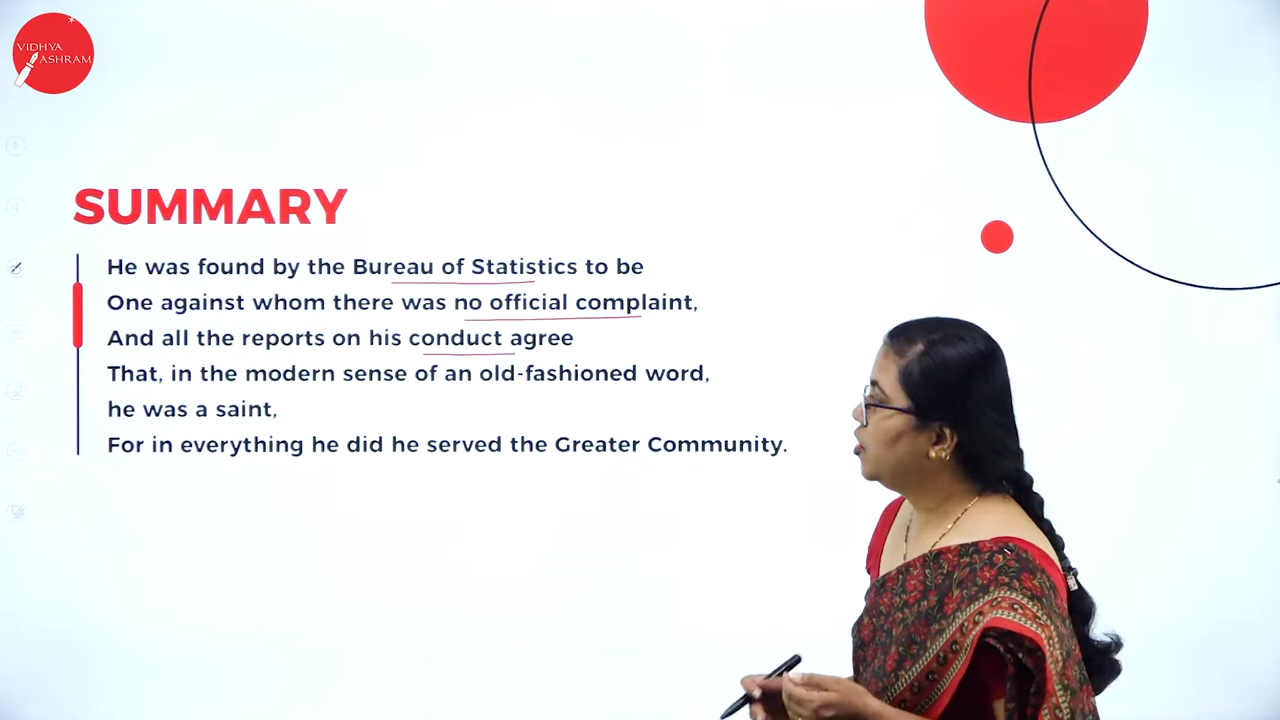 VIDHYA
ASHRAM
SUMMARY
He was found by the Bureau of Statistics to be
One against whom there was no official complaint,
And all the reports on his conduct agree
That, in the modern sense of an old-fashioned word,
he was a saint,
For in everything he did he served the Greater Community.